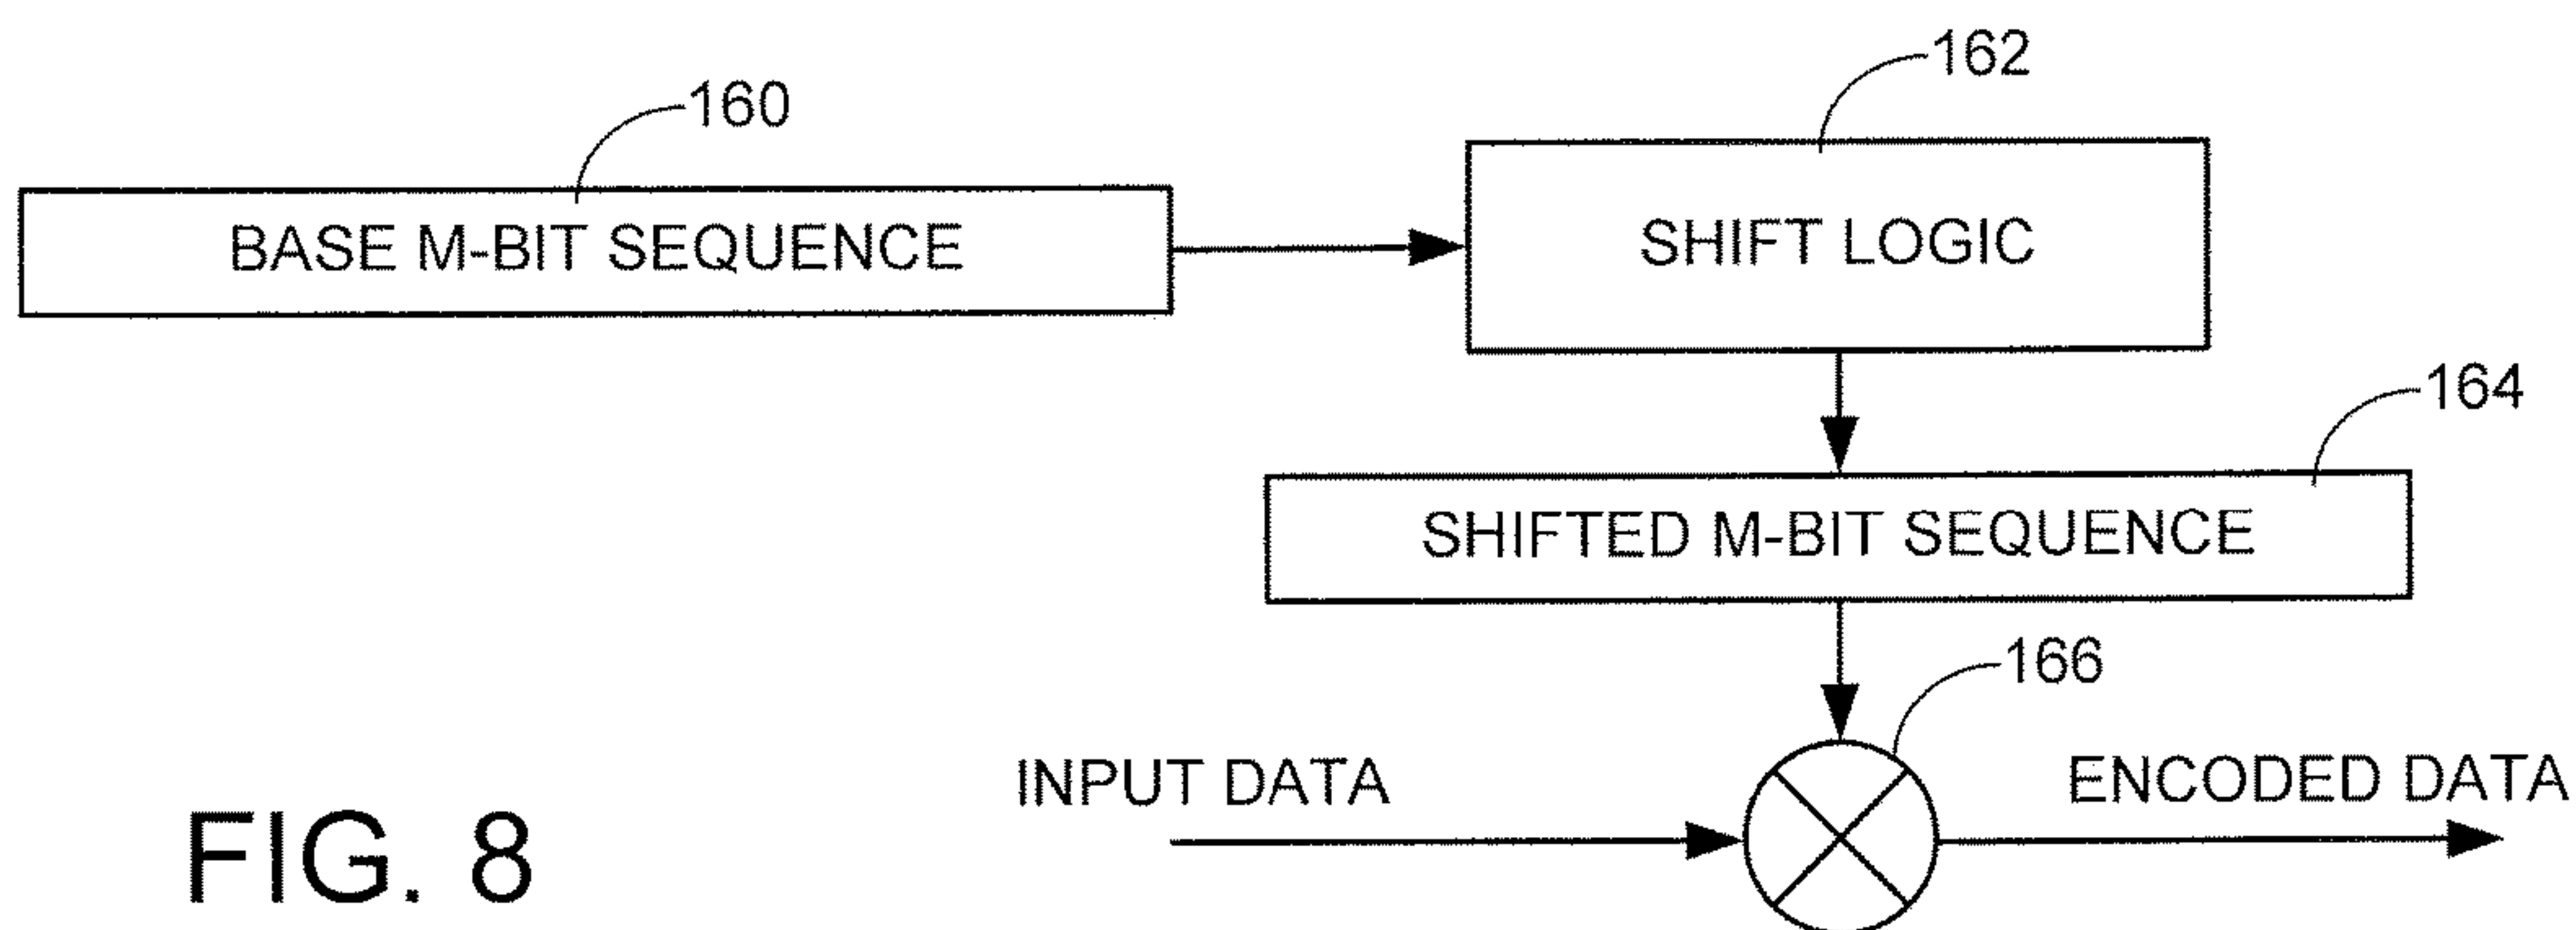 162
160
BASE M-BIT SEQUENCE
SHIFT LOGIC
164
SHIFTED M-BIT SEQUENCE
166
INPUT DATA
ENCODED DATA
FIG. 8